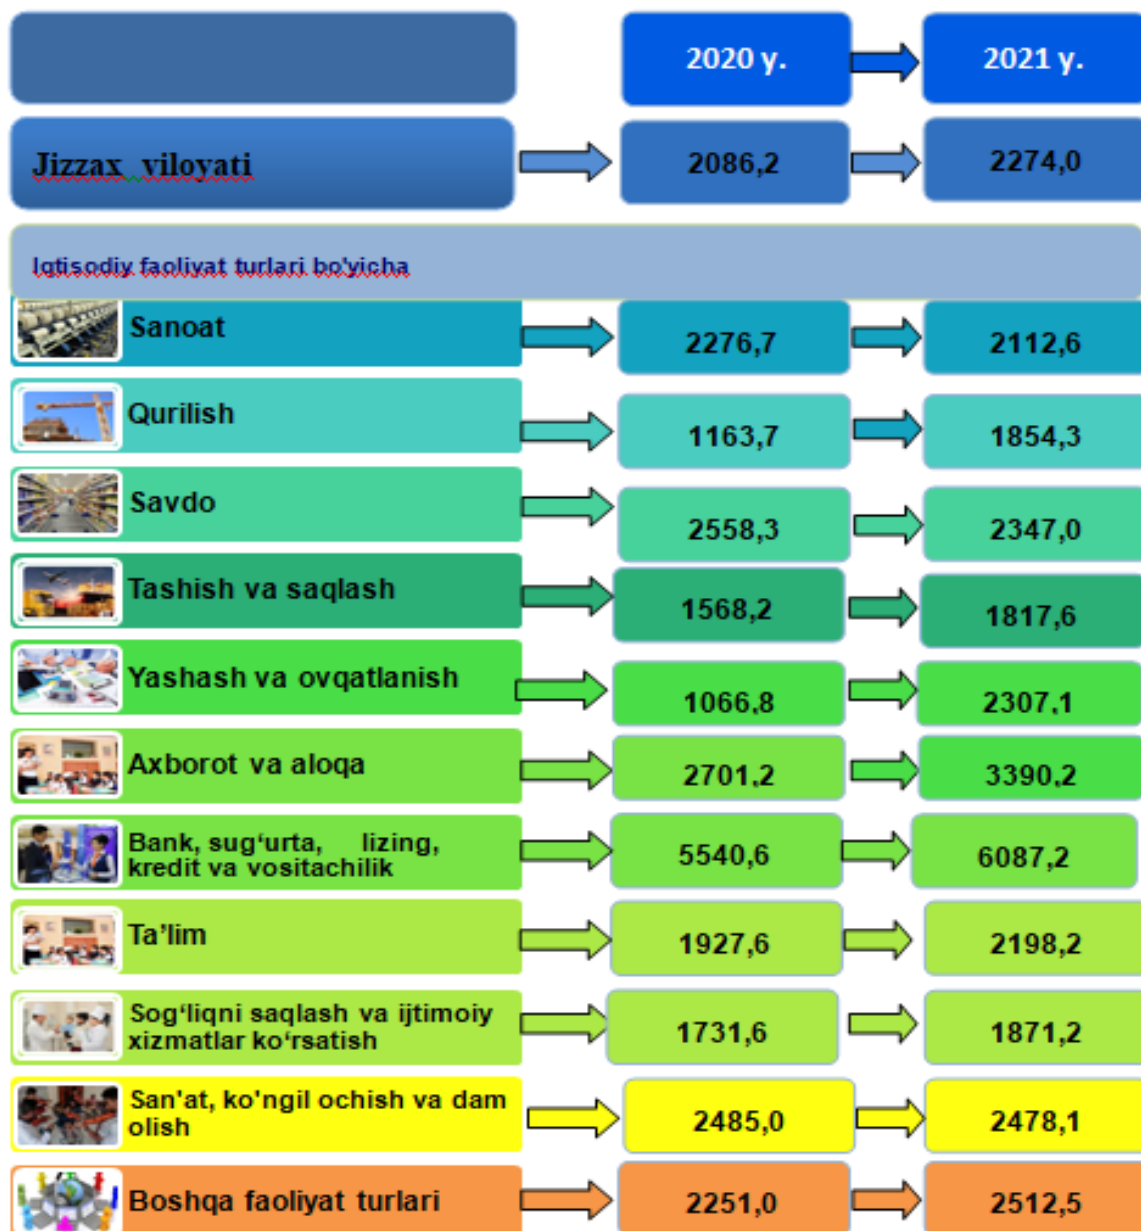 2020 y. 2021 y.
Jizzax viloyati 2086,2 2274,0
Iqtisodiy faoliyat turlari bo'yicha
Sanoat 2276,7 2112,6
Qurilish 1163,7 1854,3
Savdo 2558,3 2347,0
Tashish va saqlash 1568,2 1817,6
Yashash va ovqatlanish 1066,8 2307,1
Axborot va aloqa 2701,2 3390,2
Bank, sug‘urta, lizing,
kredit va vositachilik 5540,6 6087,2
Ta’lim 1927,6 2198,2
Sog‘liqni saqlash va ijtimoiy
xizmatlar ko‘rsatish 1731,6 1871,2
San'at, ko'ngil ochish va dam
olish 2485,0 2478,1
Boshqa faoliyat turlari 2251,0 2512,5